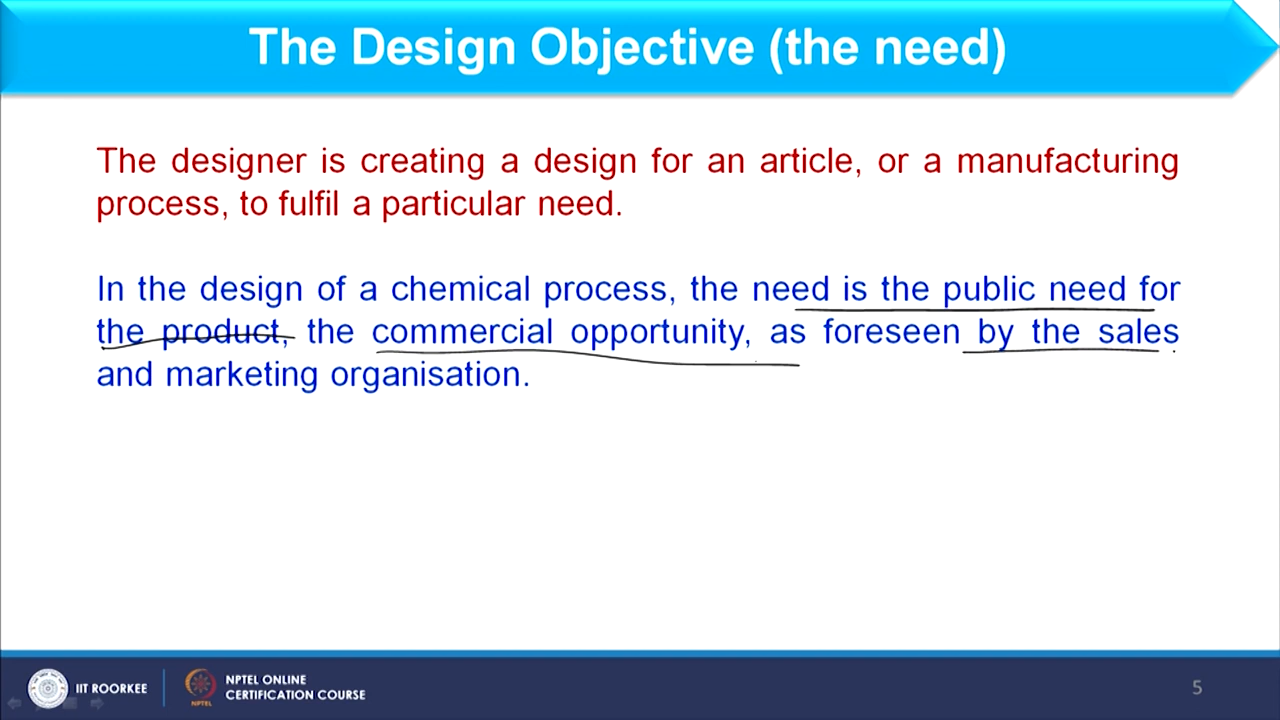 The Design Objective (the need)
The designer is creating a design for an article, or a manufacturing
process, to fulfil a particular need.
In the design of a chemical process, the need is the public need for
the product, the commercial opportunity, as foreseen by the sales
and marketing organisation.
IIT ROORKEE
NPTEL
NPTEL ONLINE
CERTIFICATION COURSE
5